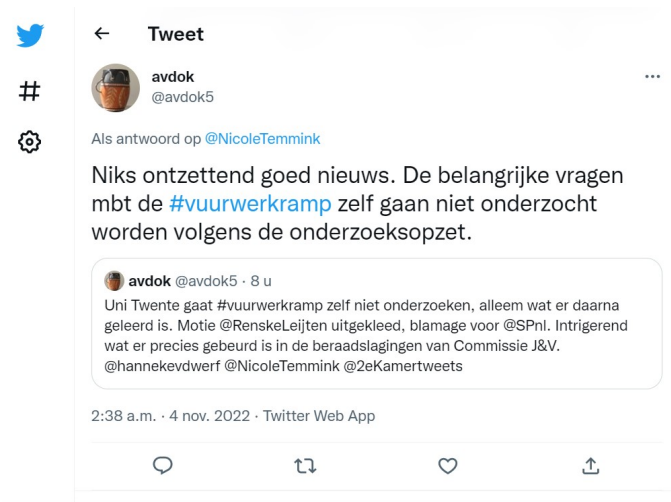 Tweet
avdok
@avdok5
Als antwoord op @NicoleTemmink
Niks ontzettend goed nieuws. De belangrijke vragen
mbt de #vuurwerkramp zelf gaan niet onderzocht
worden volgens de onderzoeksopzet.
avdok @avdok5 · 8 u
Uni Twente gaat #vuurwerkramp zelf niet onderzoeken, alleem wat er daarna
geleerd is. Motie @RenskeLeijten uitgekleed, blamage voor @SPnl. Intrigerend
wat er precies gebeurd is in de beraadslagingen van Commissie J&V.
@hannekevdwerf @NicoleTemmink @2eKamertweets
2:38 a.m. · 4 nov. 2022 · Twitter Web App